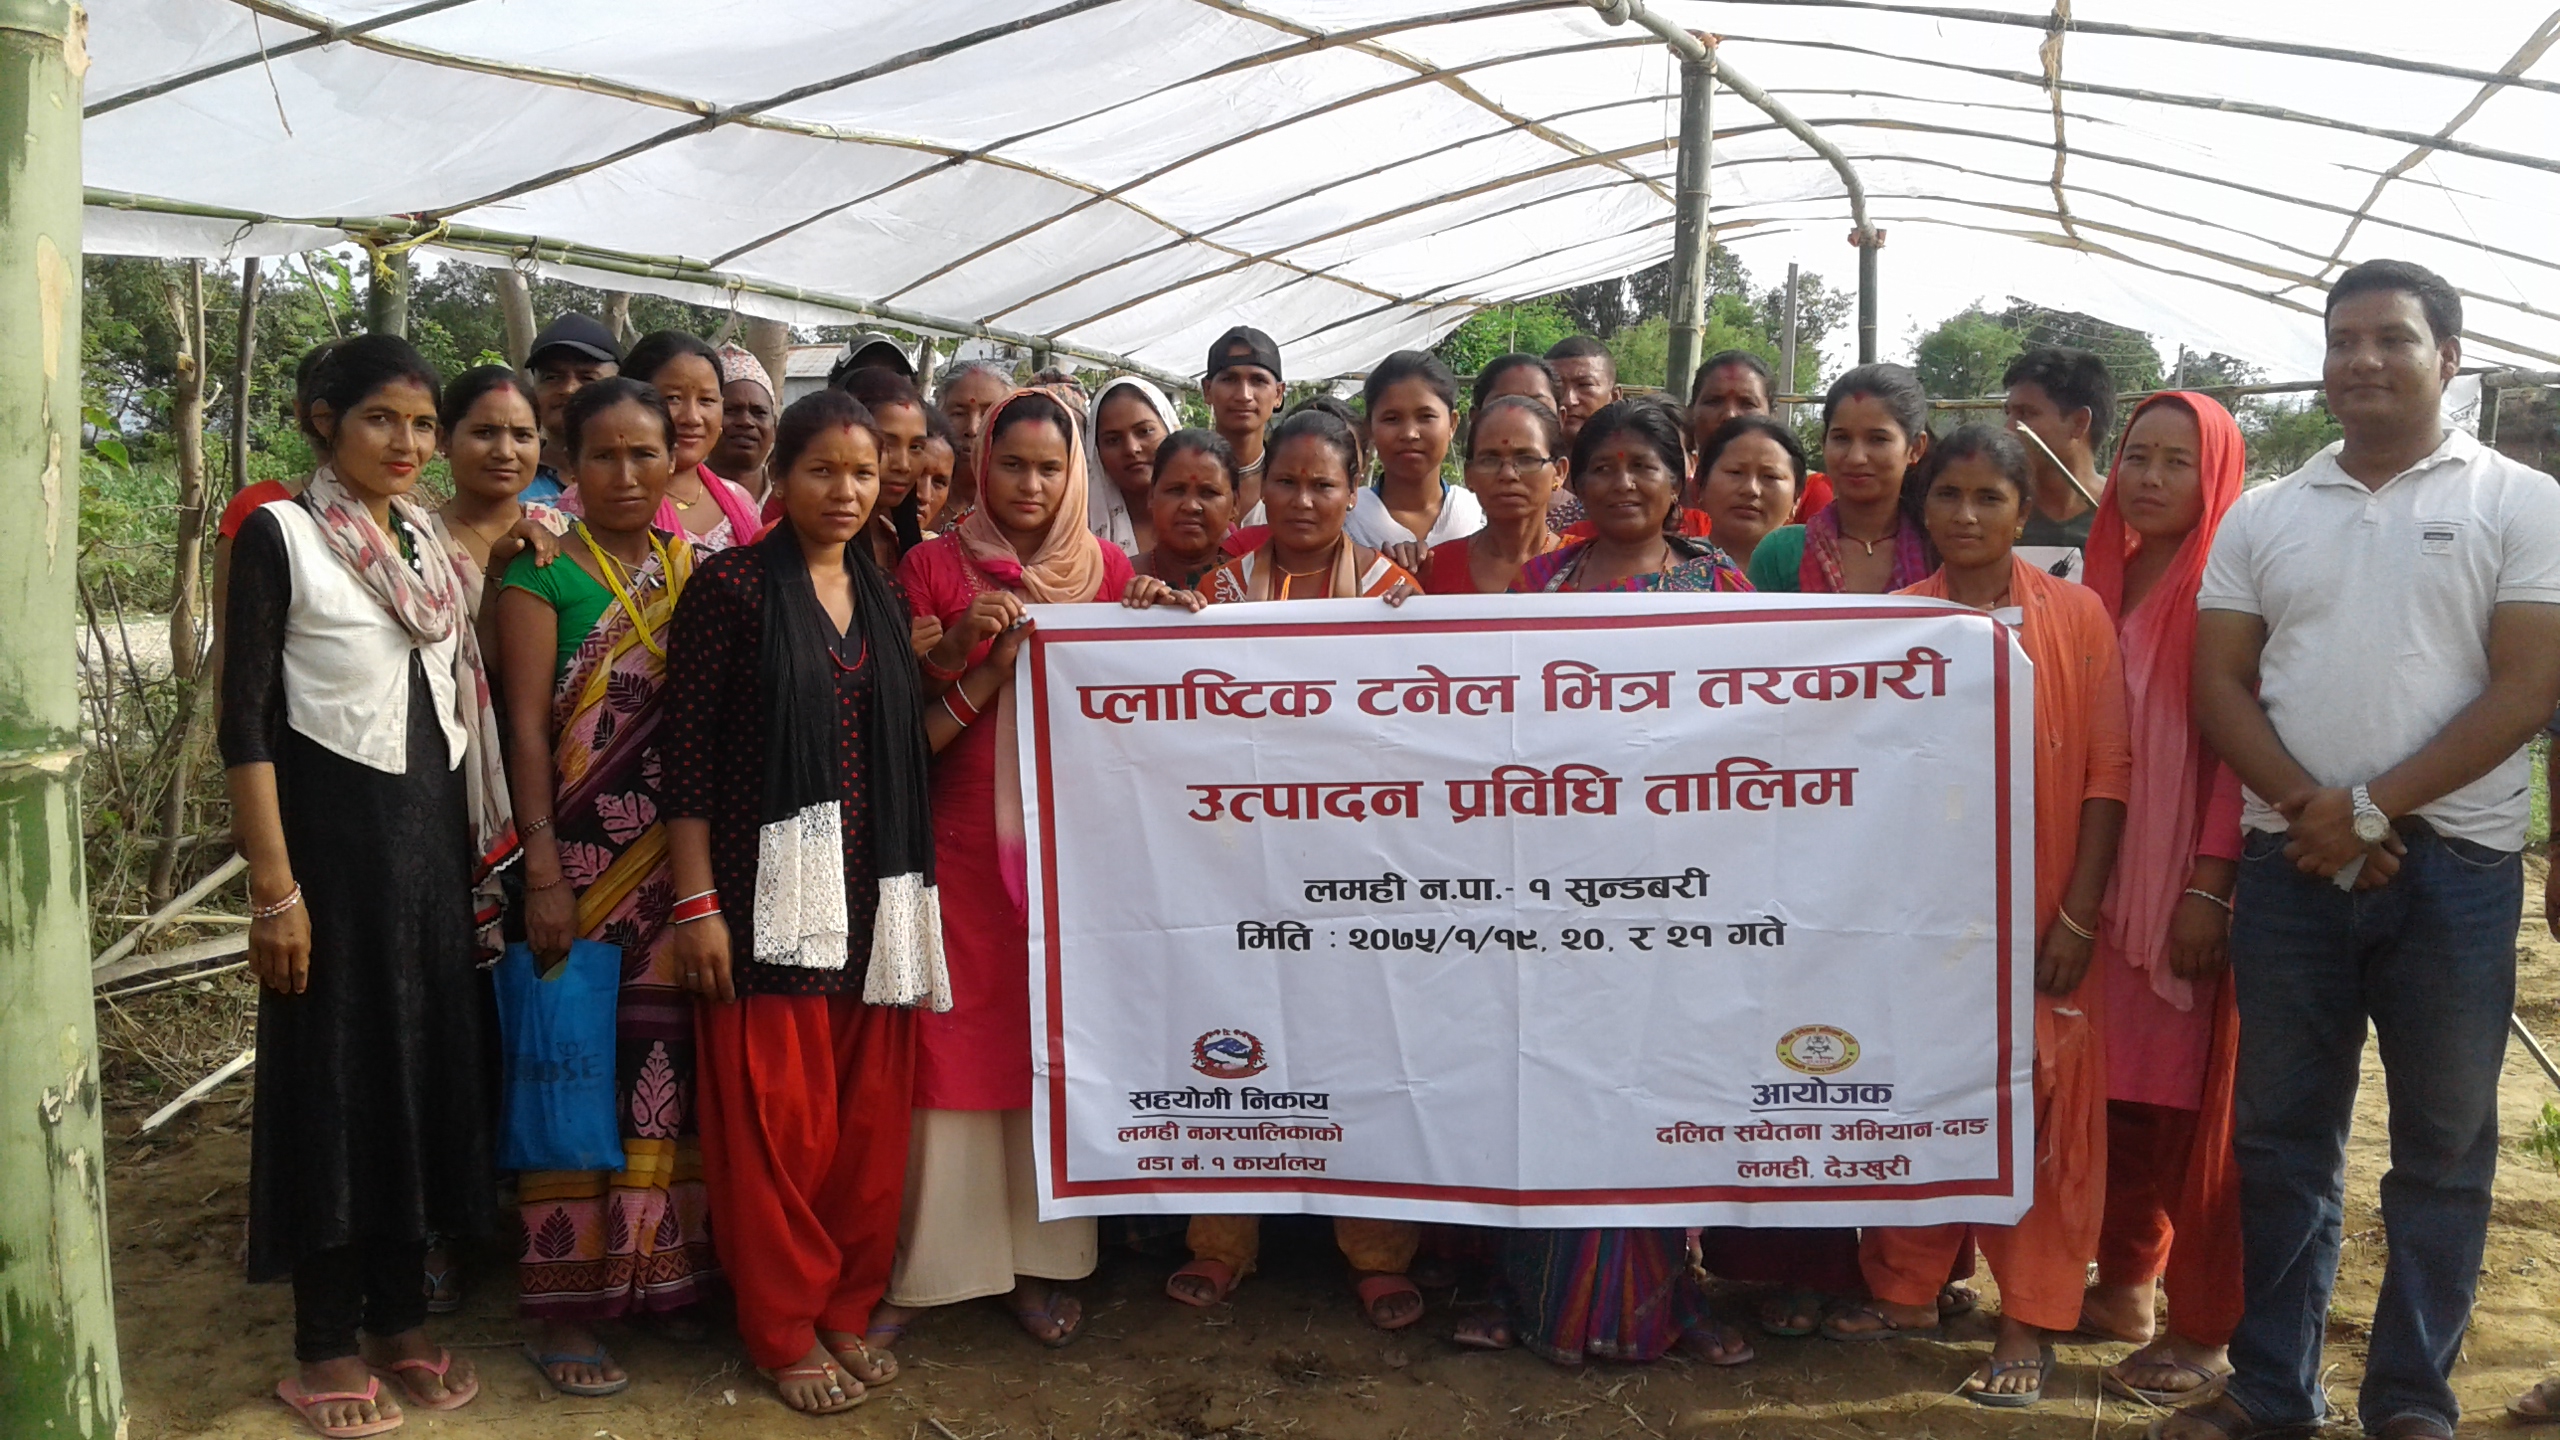 प्लाष्टिक टनेल भित्र तरकारी
उत्पादन प्रविधि तालिम
लमही न.पा.- १ सुन्डबरी
मिति : २०७५/१/१९, २०, र २१ गते
सहयोगी निकाय
लमही नगरपालिकाको
वडा नं. १ कार्यालय
आयोजक
दलित सचेतना अभियान-दाङ
लमही, देउखुरी